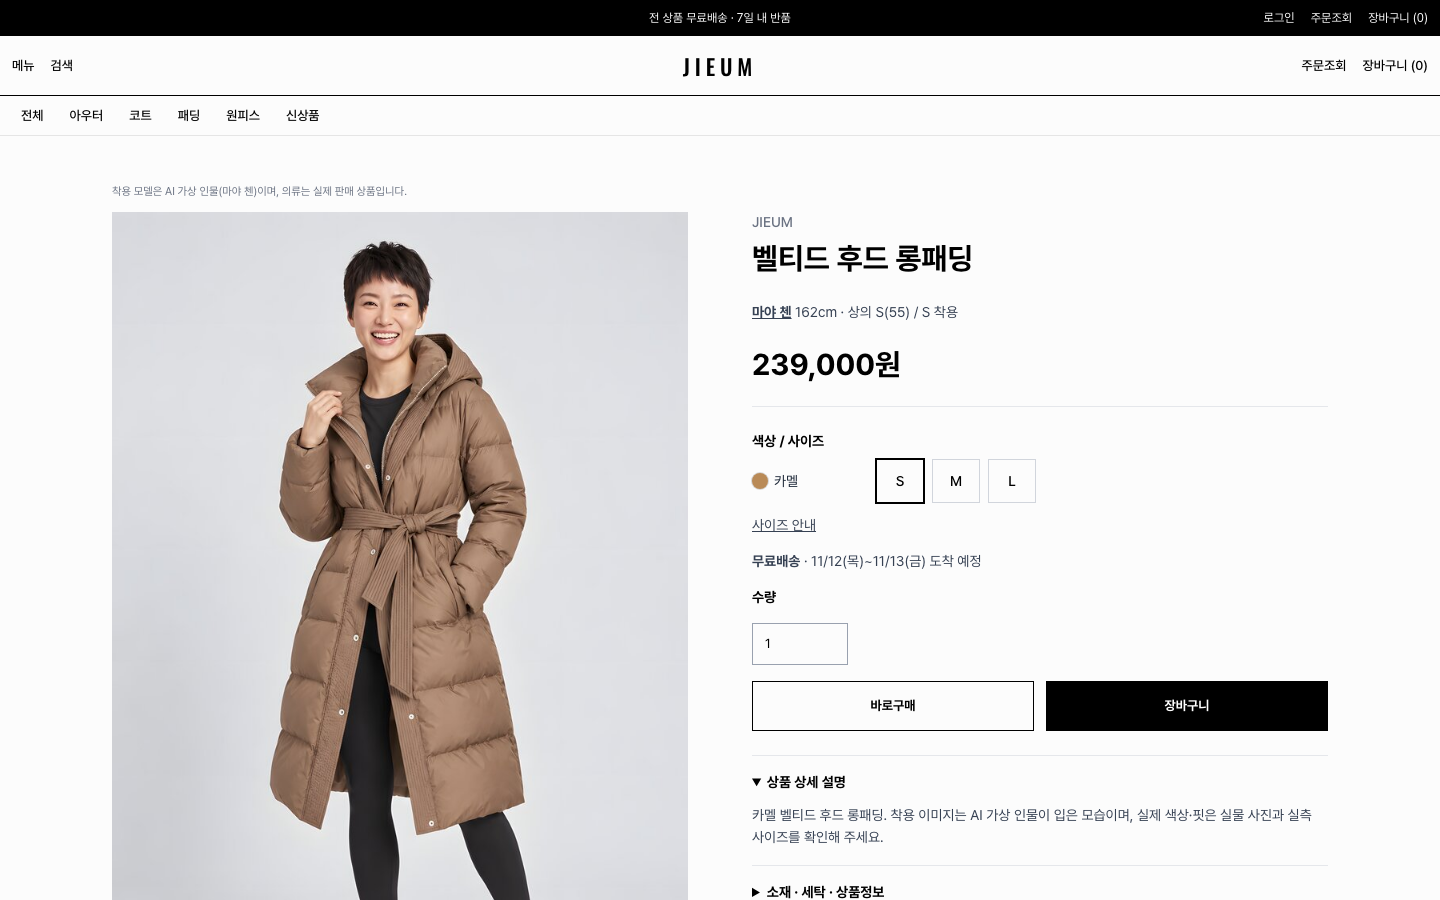 전 상품 무료배송 · 7일 내 반품
로그인 주문조회 장바구니 (0)
메뉴 검색
JIEUM
주문조회 장바구니 (0)
전체 아우터 코트 패딩 원피스 신상품
착용 모델은 AI 가상 인물(마야 첸)이며, 의류는 실제 판매 상품입니다.
JIEUM
벨티드 후드 롱패딩
마야 첸 162cm · 상의 S(55) / S 착용
239,000원
색상 / 사이즈
카멜 S M L
사이즈 안내
무료배송 · 11/12(목)~11/13(금) 도착 예정
수량
1
바로구매 장바구니
▼ 상품 상세 설명
카멜 벨티드 후드 롱패딩. 착용 이미지는 AI 가상 인물이 입은 모습이며, 실제 색상·핏은 실물 사진과 실측
사이즈를 확인해 주세요.
▶ 소재 · 세탁 · 상품정보